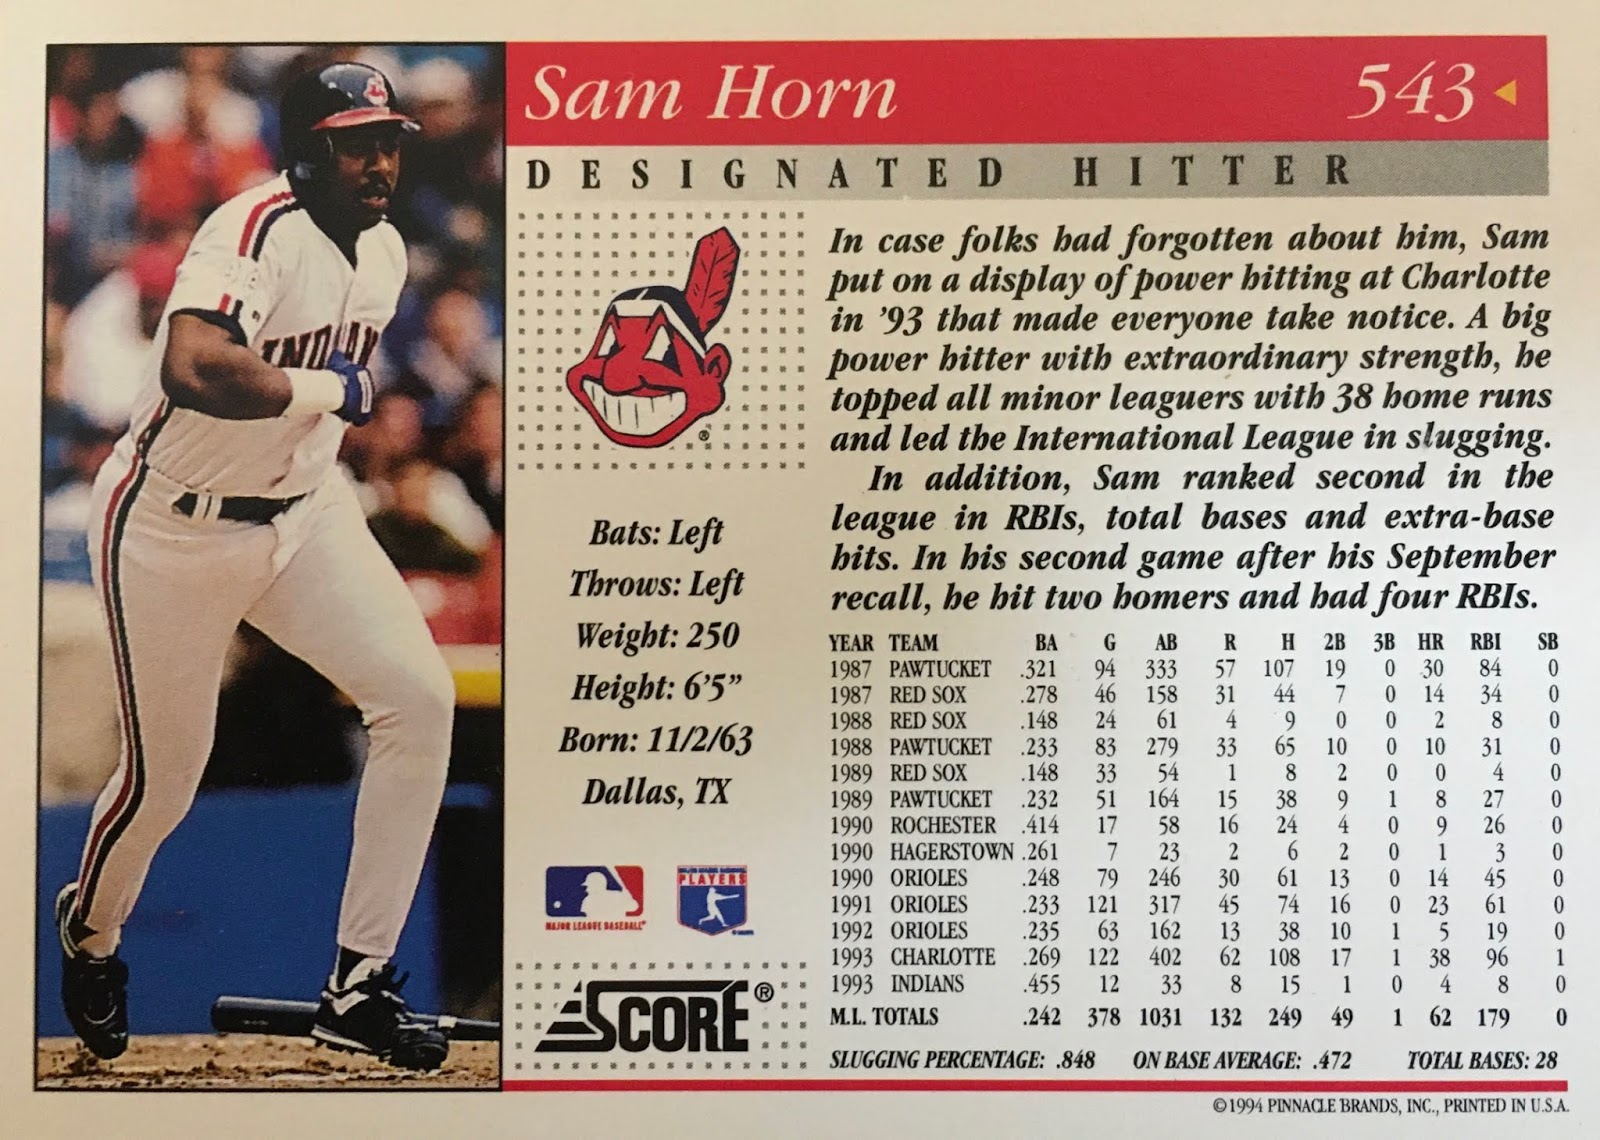 Sam Horn 543
DESIGNATED HITTER
INDIANS
In case folks had forgotten about him, Sam
put on a display of power hitting at Charlotte
in '93 that made everyone take notice. A big
power hitter with extraordinary strength, he
topped all minor leaguers with 38 home runs
and led the International League in slugging.
In addition, Sam ranked second in the
league in RBIs, total bases and extra-base
hits. In his second game after his September
recall, he hit two homers and had four RBIs.
®
Bats: Left
Throws: Left
Weight: 250
Height: 6'5"
Born: 11/2/63
Dallas, TX
MAJOR LEAGUE BASEBALL®
MAJOR LEAGUE BASEBALL
PLAYERS
SCORE®
YEAR TEAM BA G AB R H 2B 3B HR RBI SB
1987 PAWTUCKET .321 94 333 57 107 19 0 30 84 0
1987 RED SOX .278 46 158 31 44 7 0 14 34 0
1988 RED SOX .148 24 61 4 9 0 0 2 8 0
1988 PAWTUCKET .233 83 279 33 65 10 0 10 31 0
1989 RED SOX .148 33 54 1 8 2 0 0 4 0
1989 PAWTUCKET .232 51 164 15 38 9 1 8 27 0
1990 ROCHESTER .414 17 58 16 24 4 0 9 26 0
1990 HAGERSTOWN .261 7 23 2 6 2 0 1 3 0
1990 ORIOLES .248 79 246 30 61 13 0 14 45 0
1991 ORIOLES .233 121 317 45 74 16 0 23 61 0
1992 ORIOLES .235 63 162 13 38 10 1 5 19 0
1993 CHARLOTTE .269 122 402 62 108 17 1 38 96 1
1993 INDIANS .455 12 33 8 15 1 0 4 8 0
M.L. TOTALS .242 378 1031 132 249 49 1 62 179 0
SLUGGING PERCENTAGE: .848 ON BASE AVERAGE: .472 TOTAL BASES: 28
©1994 PINNACLE BRANDS, INC., PRINTED IN U.S.A.